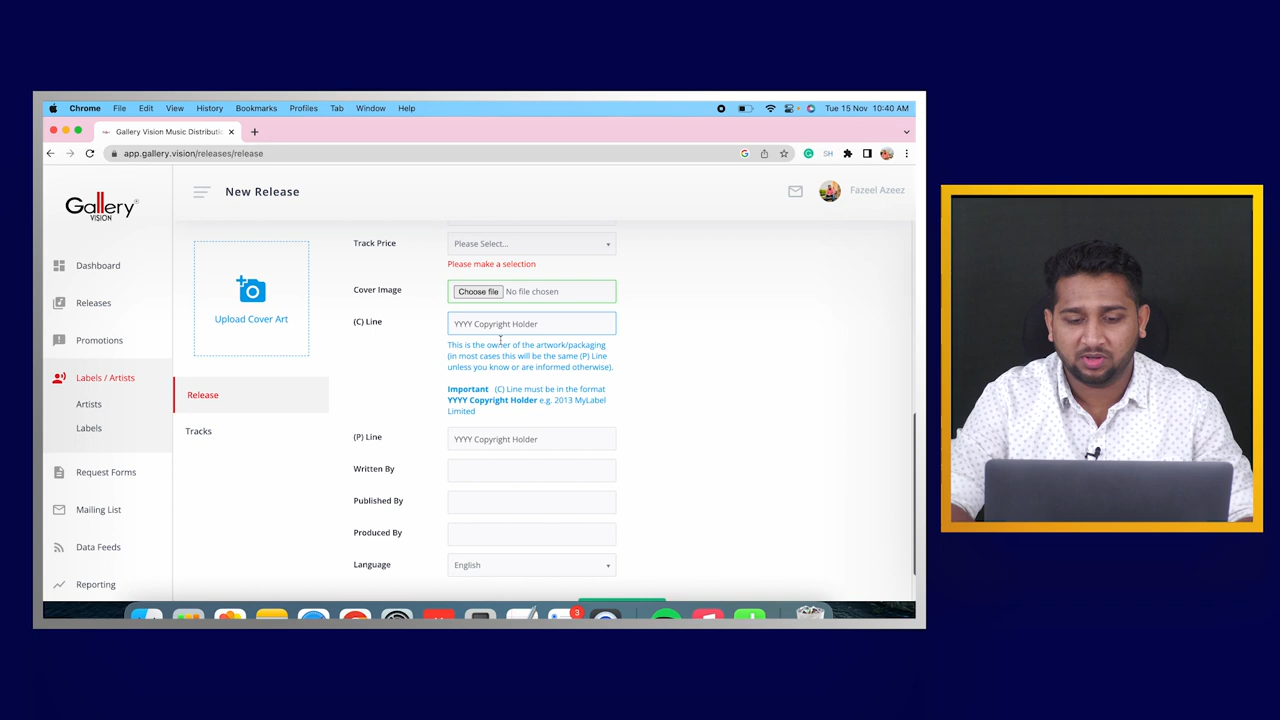 Chrome File Edit View History Bookmarks Profiles Tab Window Help Tue 15 Nov 10:40 AM
Gallery Vision Music Distributi
app.gallery.vision/releases/release
SH
Gallery
VISION
New Release
Fazeel Azeez
Dashboard
Releases
Promotions
Labels / Artists
Artists
Labels
Request Forms
Mailing List
Data Feeds
Reporting
Upload Cover Art
Release
Tracks
Track Price Please Select...
Please make a selection
Cover Image Choose file No file chosen
(C) Line YYYY Copyright Holder
This is the owner of the artwork/packaging
(in most cases this will be the same (P) Line
unless you know or are informed otherwise).
Important (C) Line must be in the format
YYYY Copyright Holder e.g. 2013 MyLabel
Limited
(P) Line YYYY Copyright Holder
Written By
Published By
Produced By
Language English
3